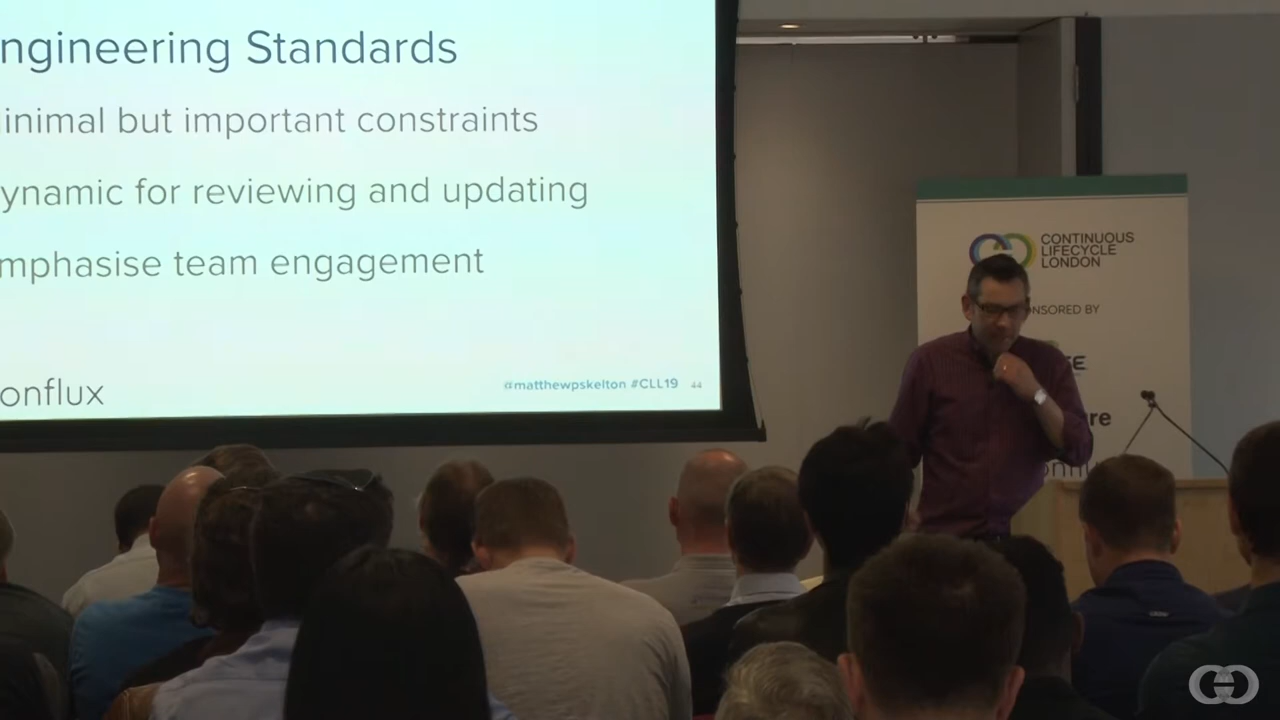 ngineering Standards
inimal but important constraints
ynamic for reviewing and updating
mphasise team engagement
onflux
@matthewpskelton #CLL19 44
CONTINUOUS
LIFECYCLE
LONDON
NSORED BY